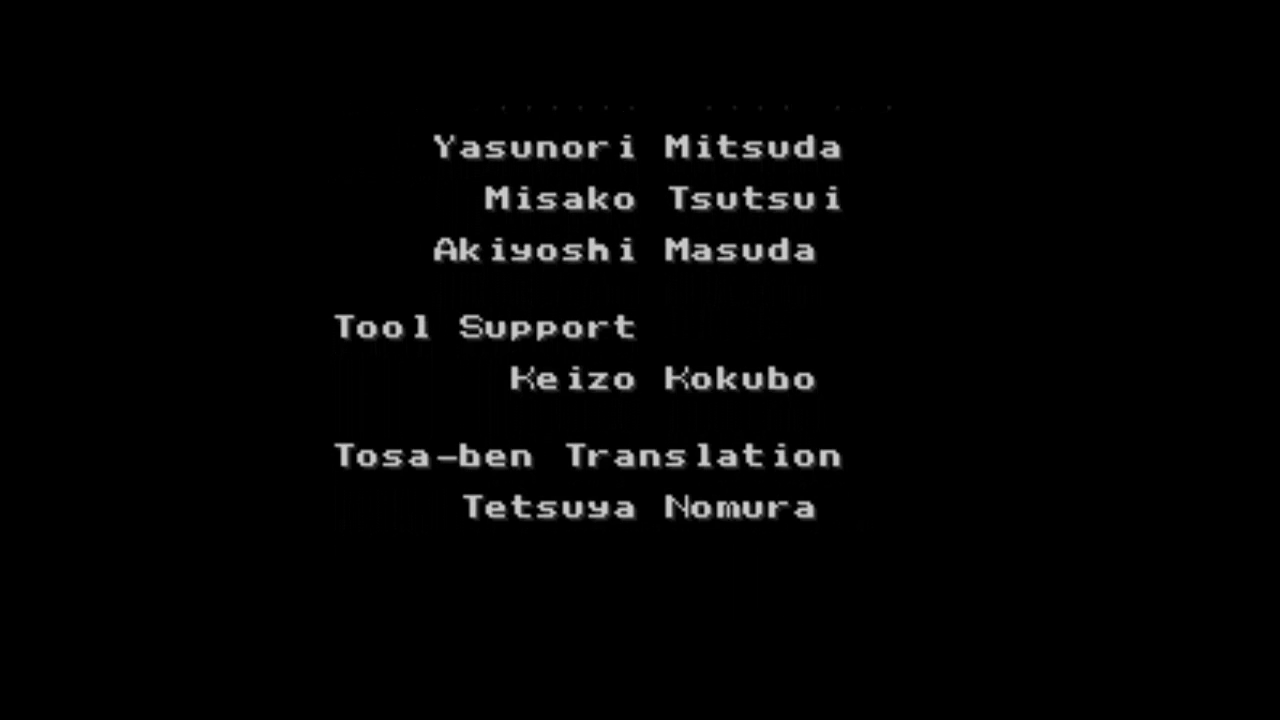 Yasunori Mitsuda
Misako Tsutsui
Akiyoshi Masuda
Tool Support
Keizo Kokubo
Tosa-ben Translation
Tetsuya Nomura